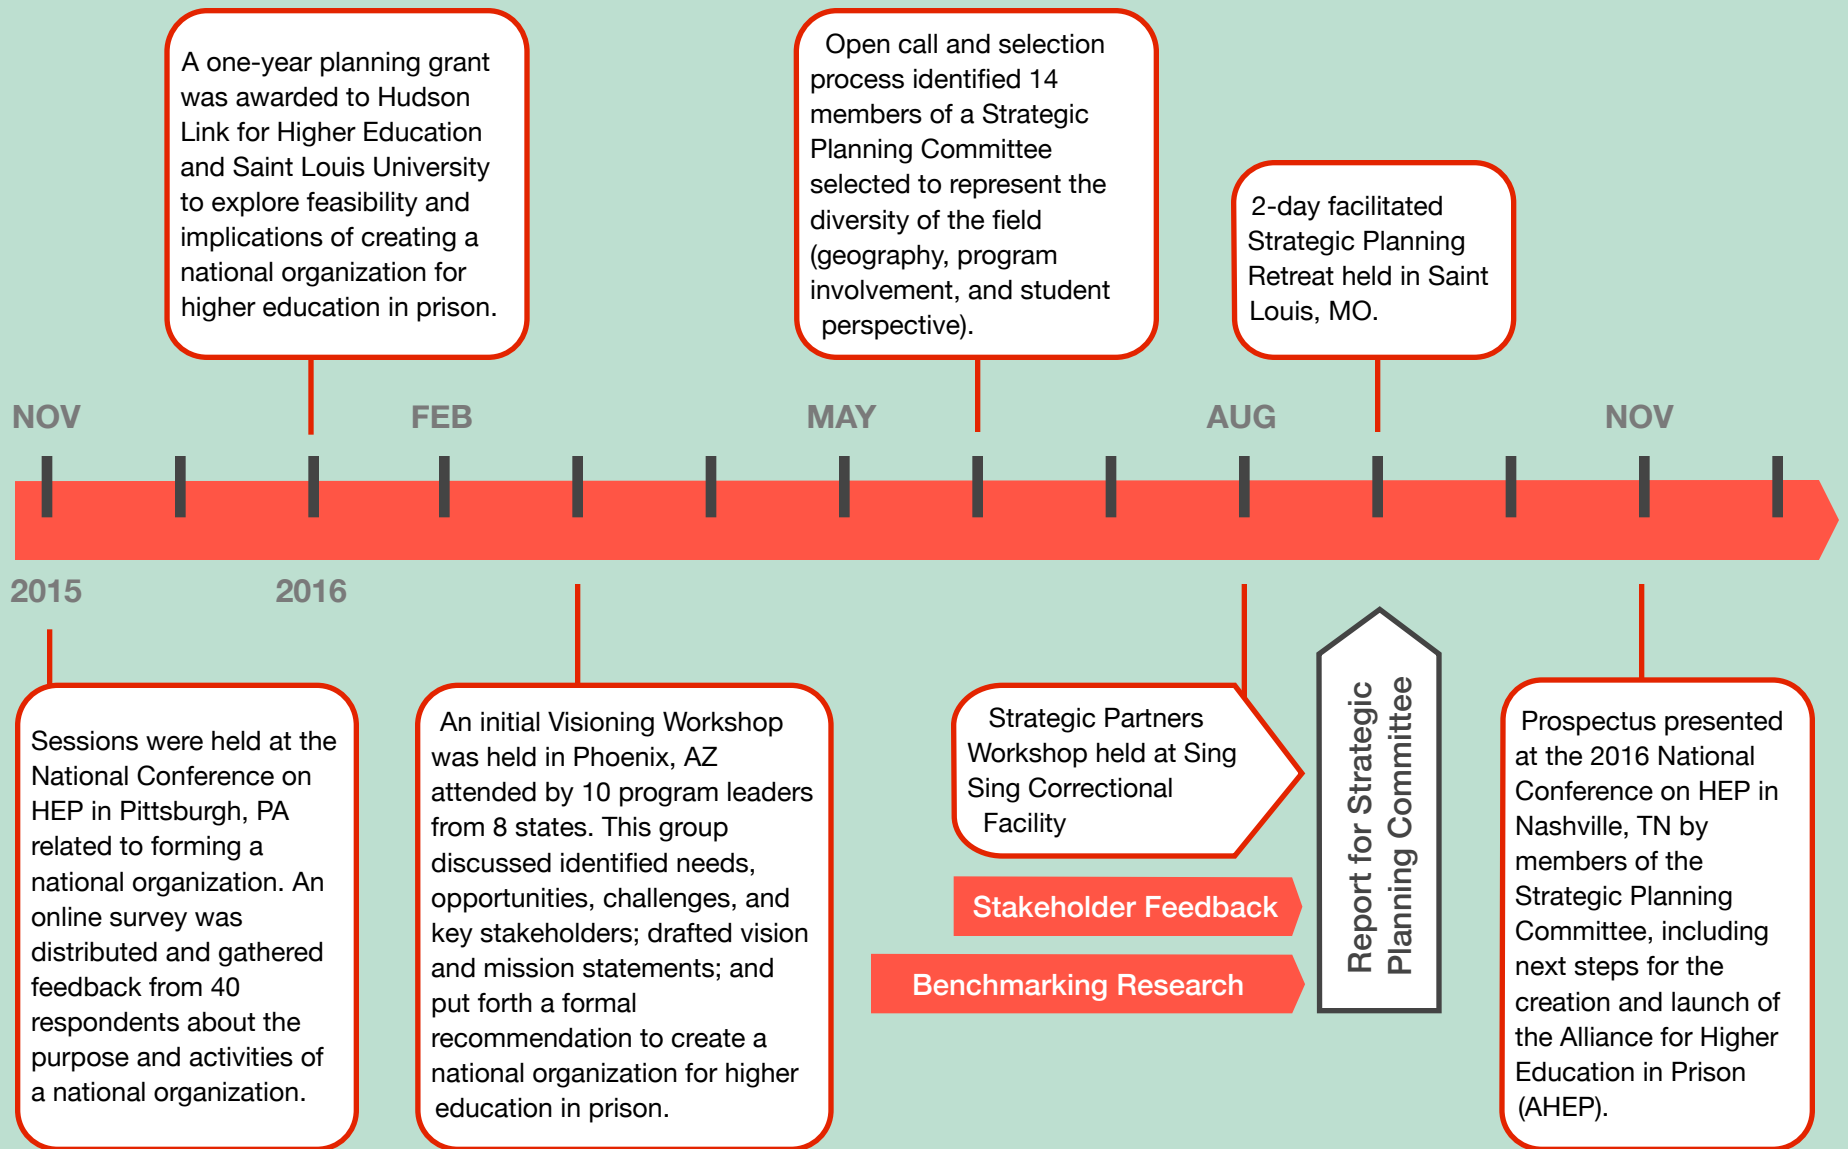 A one-year planning grant
was awarded to Hudson
Link for Higher Education
and Saint Louis University
to explore feasibility and
implications of creating a
national organization for
higher education in prison.
Open call and selection
process identified 14
members of a Strategic
Planning Committee
selected to represent the
diversity of the field
(geography, program
involvement, and student
perspective).
2-day facilitated
Strategic Planning
Retreat held in Saint
Louis, MO.
NOV
FEB
MAY
AUG
NOV
2015
2016
Sessions were held at the
National Conference on
HEP in Pittsburgh, PA
related to forming a
national organization. An
online survey was
distributed and gathered
feedback from 40
respondents about the
purpose and activities of
a national organization.
An initial Visioning Workshop
was held in Phoenix, AZ
attended by 10 program leaders
from 8 states. This group
discussed identified needs,
opportunities, challenges, and
key stakeholders; drafted vision
and mission statements; and
put forth a formal
recommendation to create a
national organization for higher
education in prison.
Strategic Partners
Workshop held at Sing
Sing Correctional
Facility
Stakeholder Feedback
Benchmarking Research
Report for Strategic
Planning Committee
Prospectus presented
at the 2016 National
Conference on HEP in
Nashville, TN by
members of the
Strategic Planning
Committee, including
next steps for the
creation and launch of
the Alliance for Higher
Education in Prison
(AHEP).